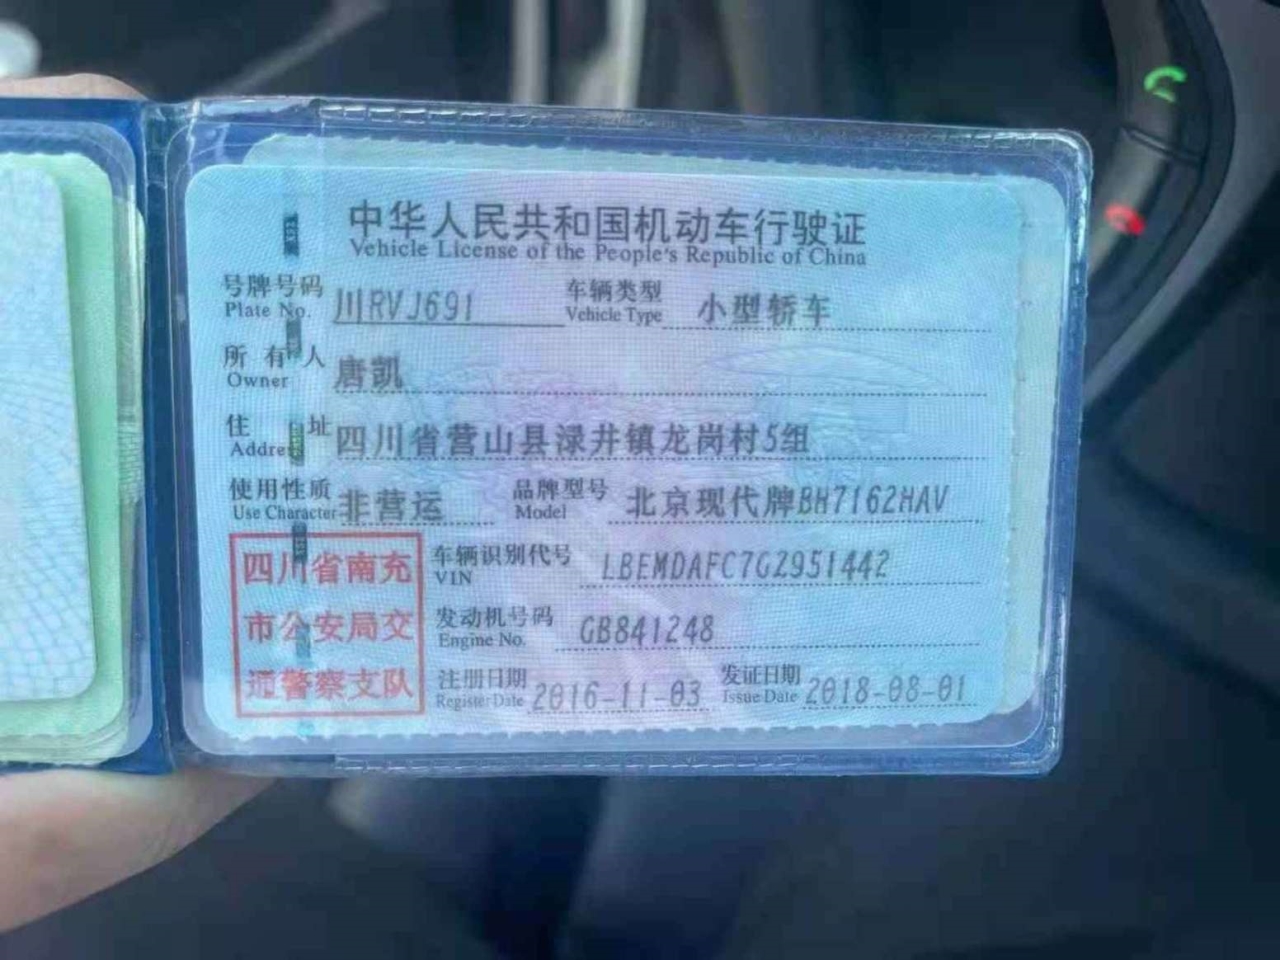 中华人民共和国机动车行驶证
Vehicle License of the People's Republic of China
号牌号码 川RVJ691 车辆类型 小型轿车
Plate No. Vehicle Type
所有人 唐凯
Owner
住址 四川省营山县渌井镇龙岗村5组
Address
使用性质 非营运 品牌型号 北京现代牌BH7162HAV
Use Character Model
四川省南充
市公安局交
通警察支队
车辆识别代号 LBEMDAFC7GZ951442
VIN
发动机号码 GB841248
Engine No.
注册日期 2016-11-03 发证日期 2018-08-01
Register Date Issue Date